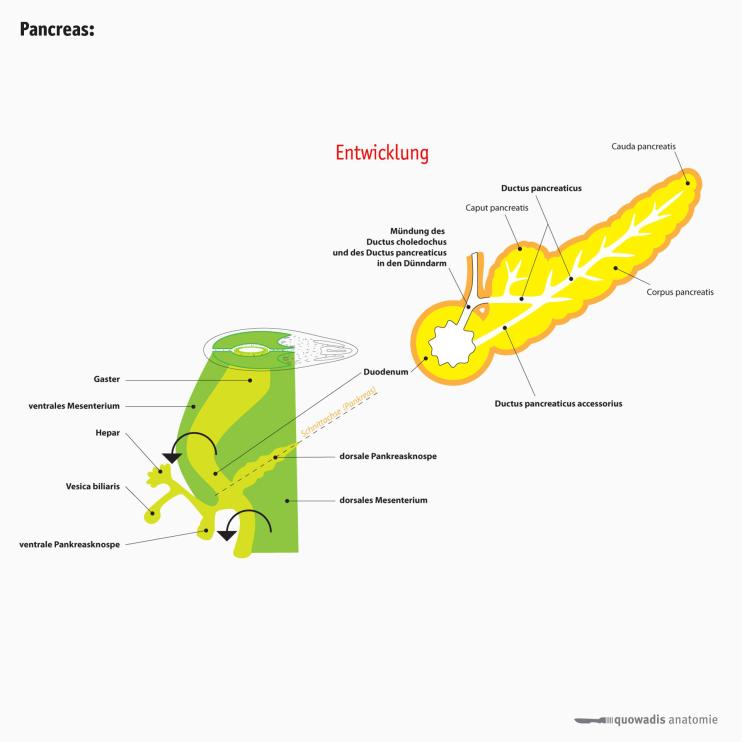 Pancreas:
Entwicklung
Cauda pancreatis
Ductus pancreaticus
Caput pancreatis
Mündung des
Ductus choledochus
und des Ductus pancreaticus
in den Dünndarm
Corpus pancreatis
Duodenum
Ductus pancreaticus accessorius
Gaster
ventrales Mesenterium
Hepar
Vesica biliaris
ventrale Pankreasknospe
Schnittachse (Pankreas)
dorsale Pankreasknospe
dorsales Mesenterium
quowadis anatomie